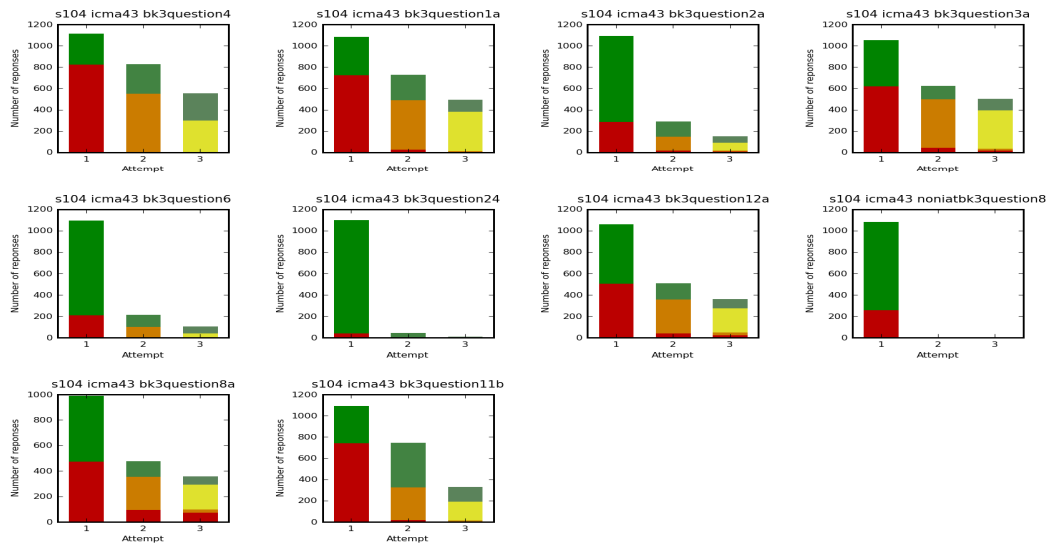 s104 icma43 bk3question4
1200
1000
800
600
400
200
0
Number of reponses
1 2 3
Attempt
s104 icma43 bk3question1a
1200
1000
800
600
400
200
0
Number of reponses
1 2 3
Attempt
s104 icma43 bk3question2a
1200
1000
800
600
400
200
0
Number of reponses
1 2 3
Attempt
s104 icma43 bk3question3a
1200
1000
800
600
400
200
0
Number of reponses
1 2 3
Attempt
s104 icma43 bk3question6
1200
1000
800
600
400
200
0
Number of reponses
1 2 3
Attempt
s104 icma43 bk3question24
1200
1000
800
600
400
200
0
Number of reponses
1 2 3
Attempt
s104 icma43 bk3question12a
1200
1000
800
600
400
200
0
Number of reponses
1 2 3
Attempt
s104 icma43 noniatbk3question8
1200
1000
800
600
400
200
0
Number of reponses
1 2 3
Attempt
s104 icma43 bk3question8a
1000
800
600
400
200
0
Number of reponses
1 2 3
Attempt
s104 icma43 bk3question11b
1200
1000
800
600
400
200
0
Number of reponses
1 2 3
Attempt